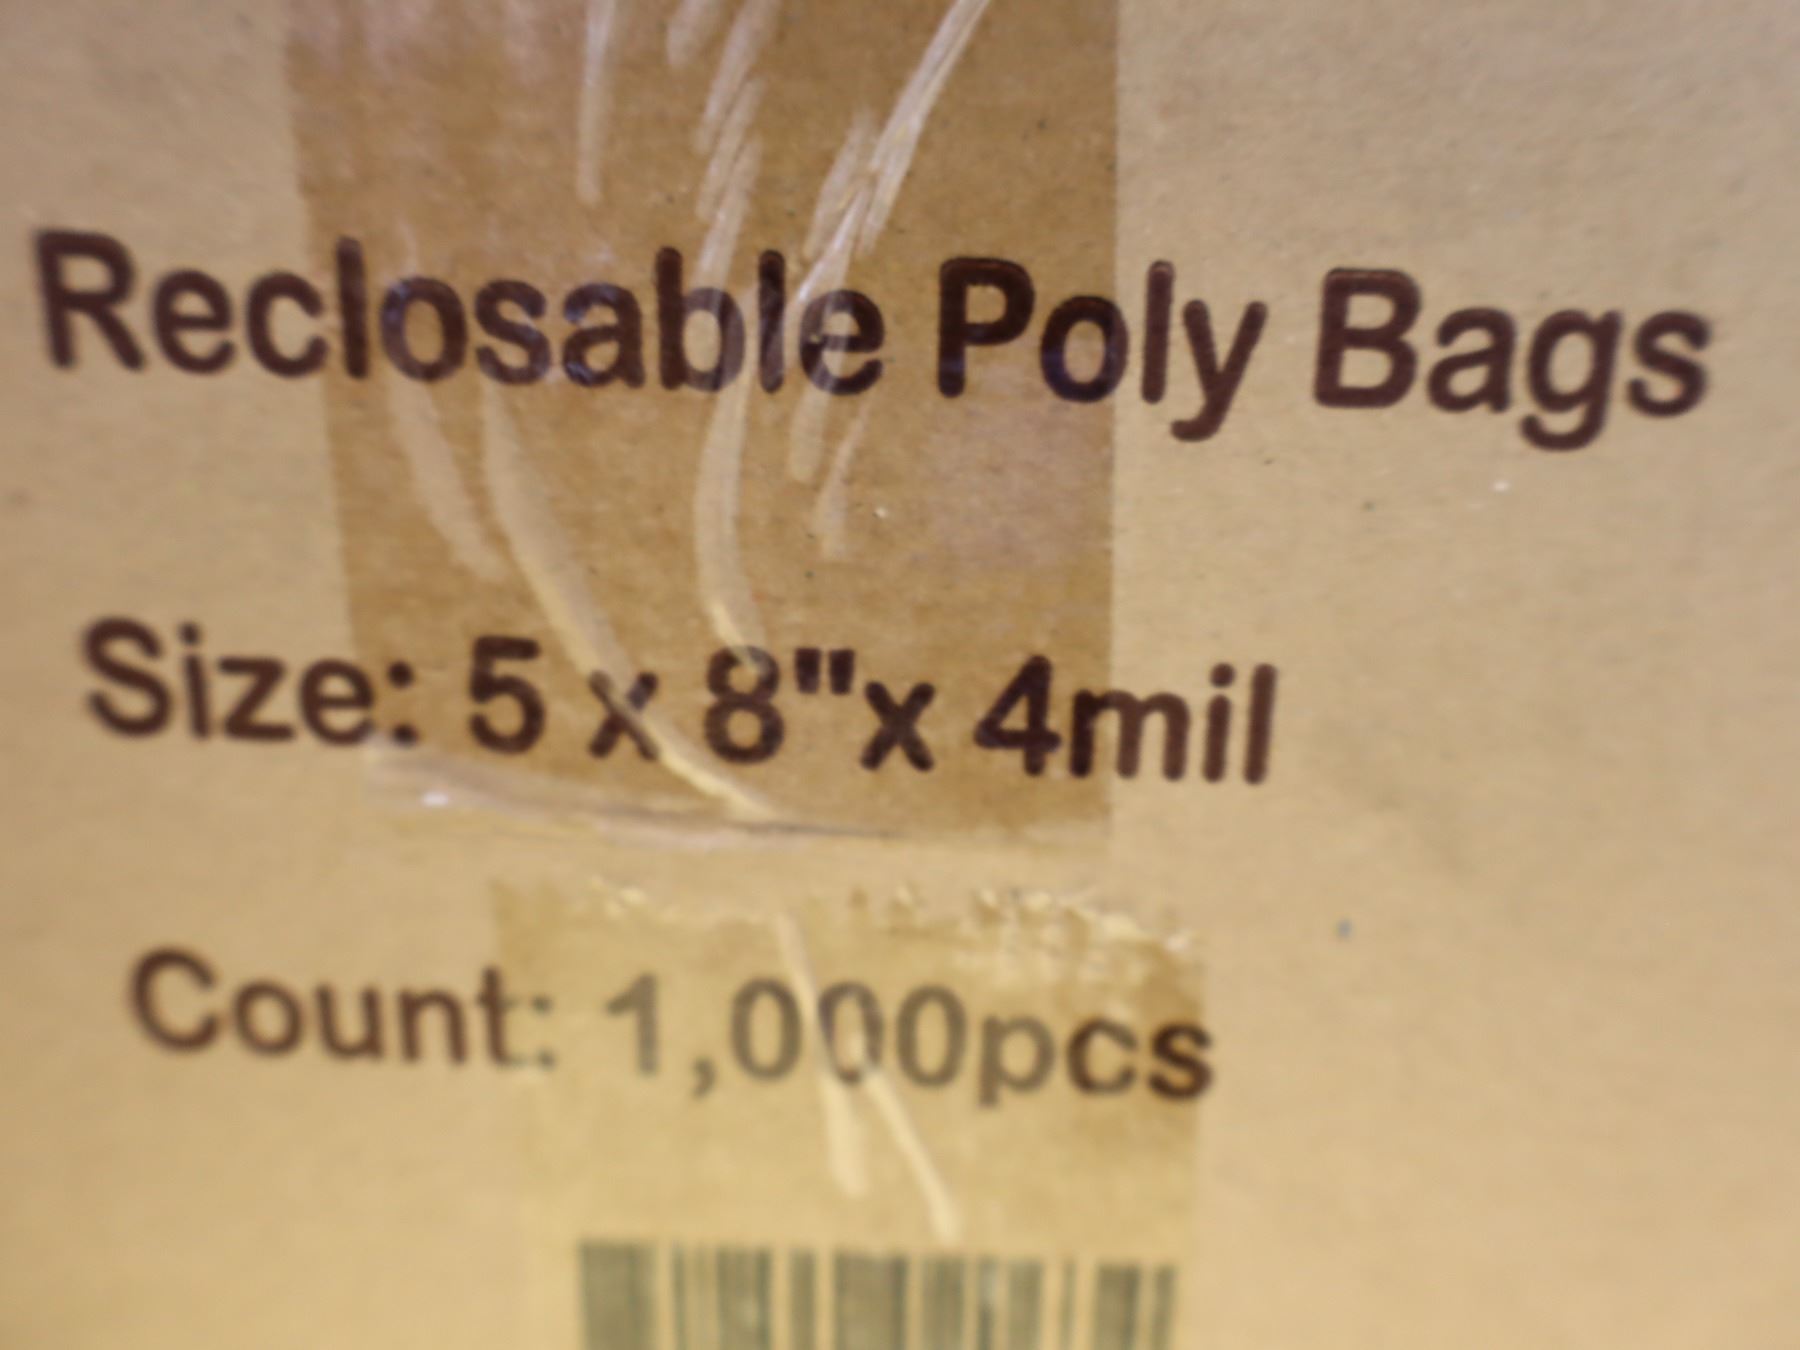 Reclosable Poly Bags
Size: 5 x 8"x 4mil
Count: 1,000pcs